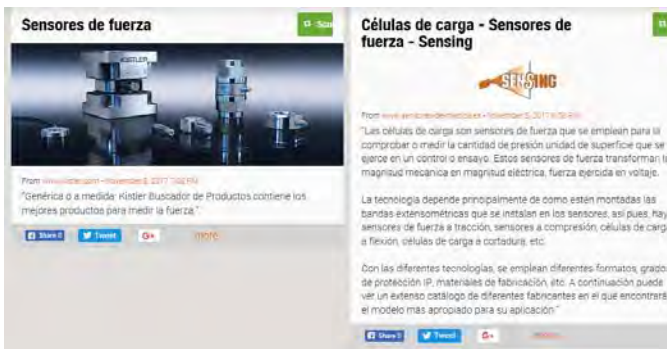 Sensores de fuerza
KISTLER
"Genérica o a medida: Kistler Buscador de Productos contiene los
mejores productos para medir la fuerza."
Share 0 Tweet G+ more
Células de carga - Sensores de
fuerza - Sensing
SENSING
"Las células de carga son sensores de fuerza que se emplean para la
comprobar o medir la cantidad de presión unidad de superficie que se
ejerce en un control o ensayo. Estos sensores de fuerza transforman
magnitud mecánica en magnitud eléctrica, fuerza ejercida en voltaje.
La tecnología depende principalmente de como estén montadas las
bandas extensométricas que se instalan en los sensores, así pues, hay
sensores de fuerza a tracción, sensores a compresión, células de carga
a flexion, células de carga a cortadura, etc.
Con las diferentes tecnologías, se emplean diferentes formatos, grados
de protección IP, materiales de fabricación, etc. A continuación puede
ver un extenso catálogo de diferentes fabricantes en el que encontrará
el modelo más apropiado para su aplicación."
Share 0 Tweet G+